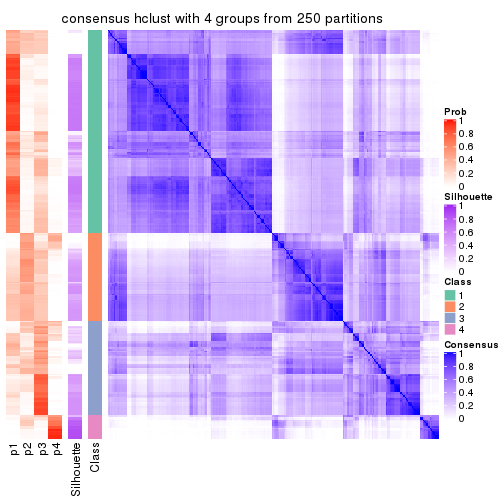 consensus hclust with 4 groups from 250 partitions
Prob
1
0.8
0.6
0.4
0.2
0
Silhouette
1
0.8
0.6
0.4
0.2
0
Class
1
2
3
4
Consensus
1
0.8
0.6
0.4
0.2
0
p1
p2
p3
p4
Silhouette
Class